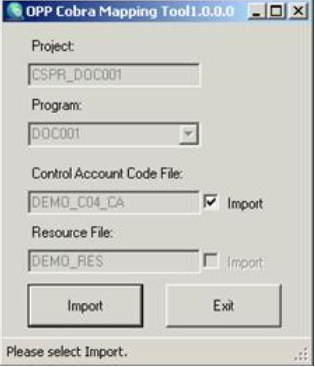 OPP Cobra Mapping Tool1.0.0.0
Project:
CSPR_DOC001
Program:
DOC001
Control Account Code File:
DEMO_C04_CA
Import
Resource File:
DEMO_RES
Import
Import
Exit
Please select Import.